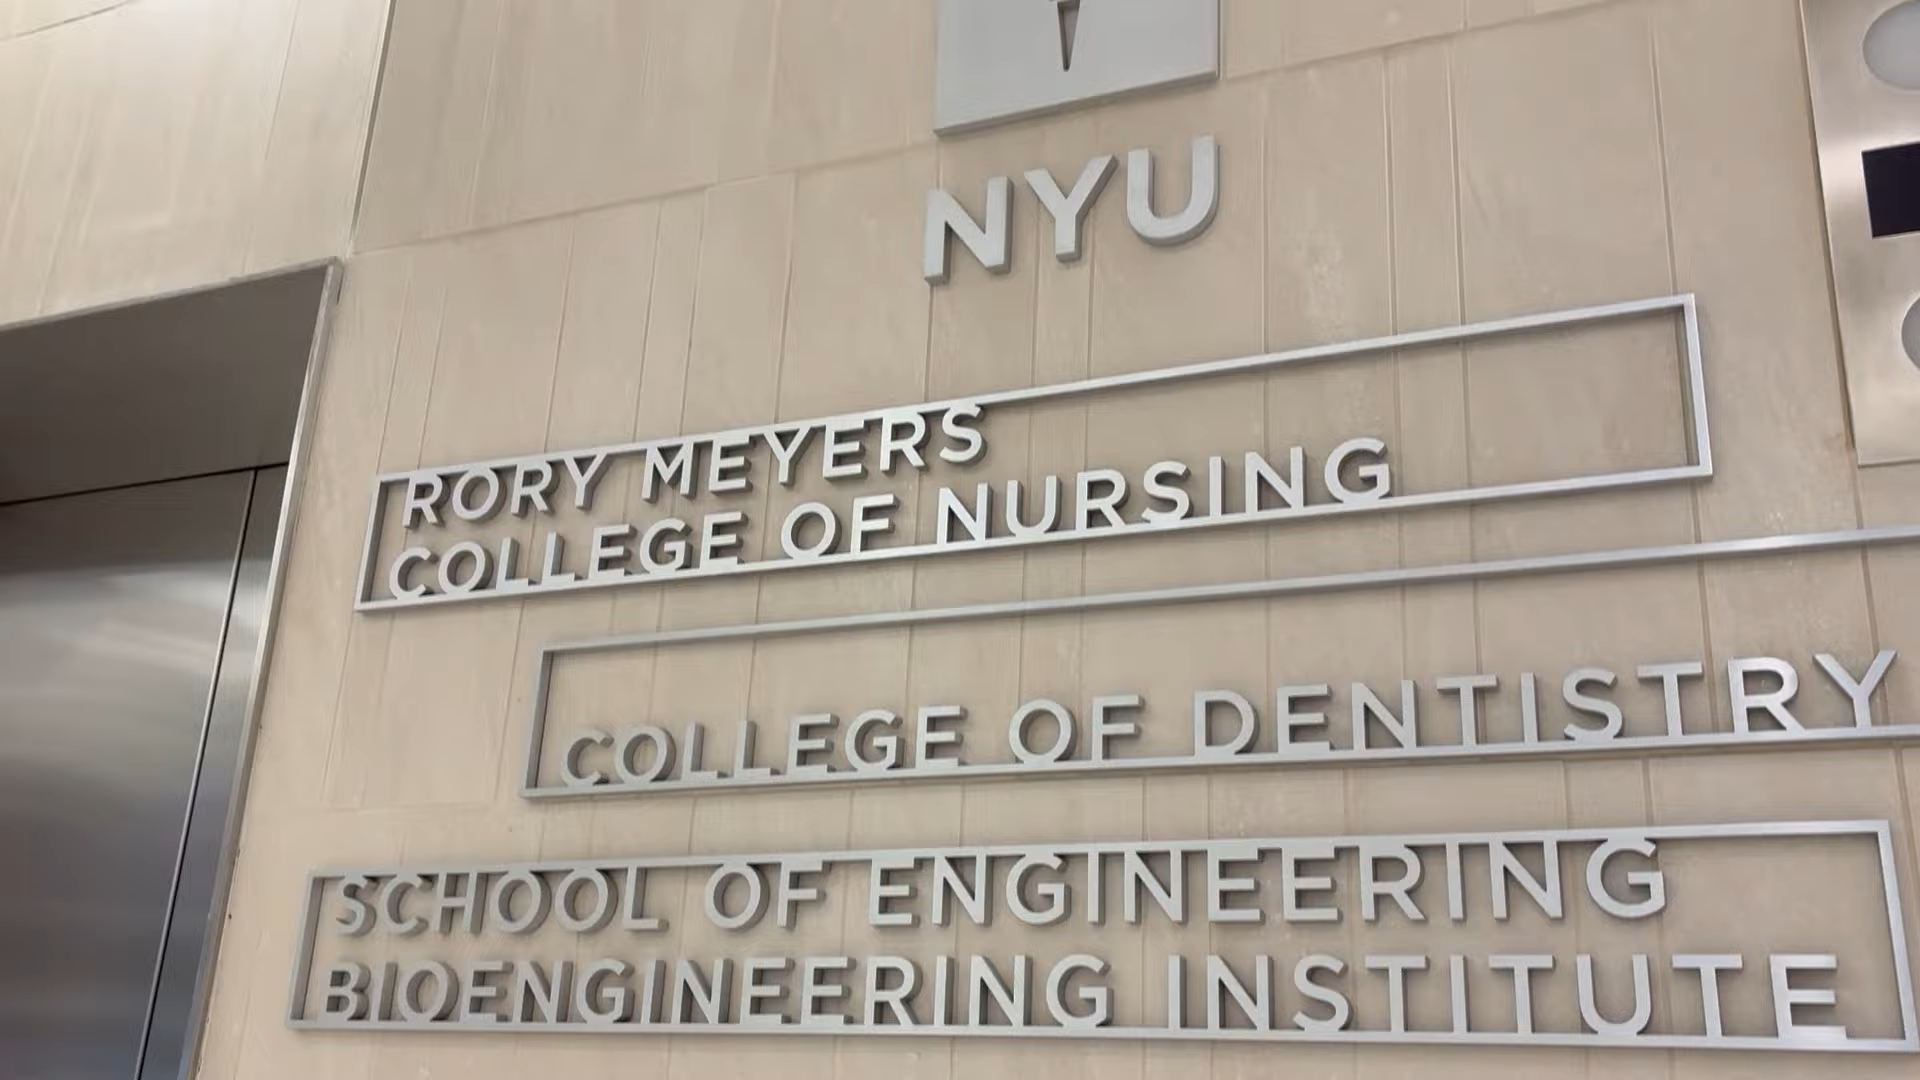 NYU
RORY MEYERS
COLLEGE OF NURSING
COLLEGE OF DENTISTRY
SCHOOL OF ENGINEERING
BIOENGINEERING INSTITUTE